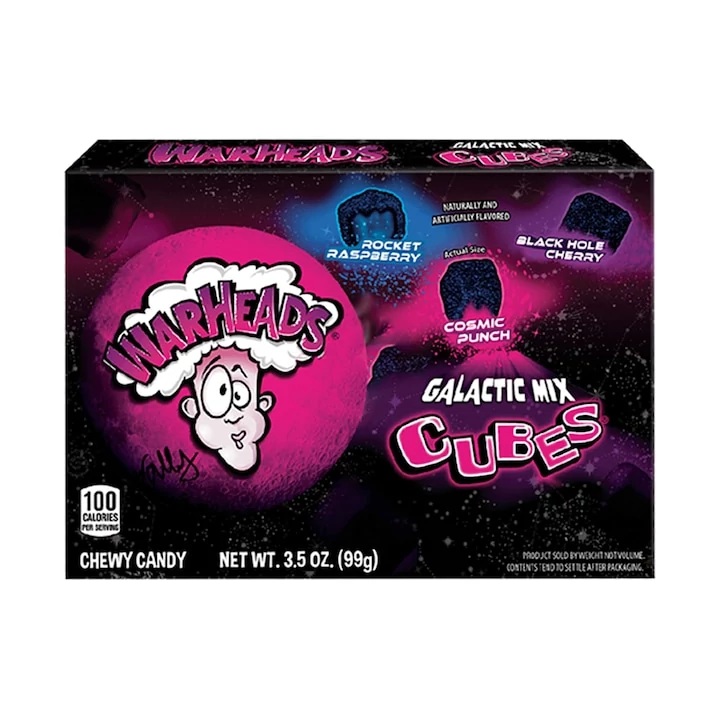 WARHEADS
GALACTIC MIX
CUBES
NATURALLY AND
ARTIFICIALLY FLAVORED
ROCKET
RASPBERRY
BLACK HOLE
CHERRY
Actual Size
COSMIC
PUNCH
WARHEADS®
GALACTIC MIX
CUBES
100
CALORIES
PER SERVING
CHEWY CANDY NET WT. 3.5 OZ. (99g)
PRODUCT SOLD BY WEIGHT NOT VOLUME.
CONTENTS TEND TO SETTLE AFTER PACKAGING.